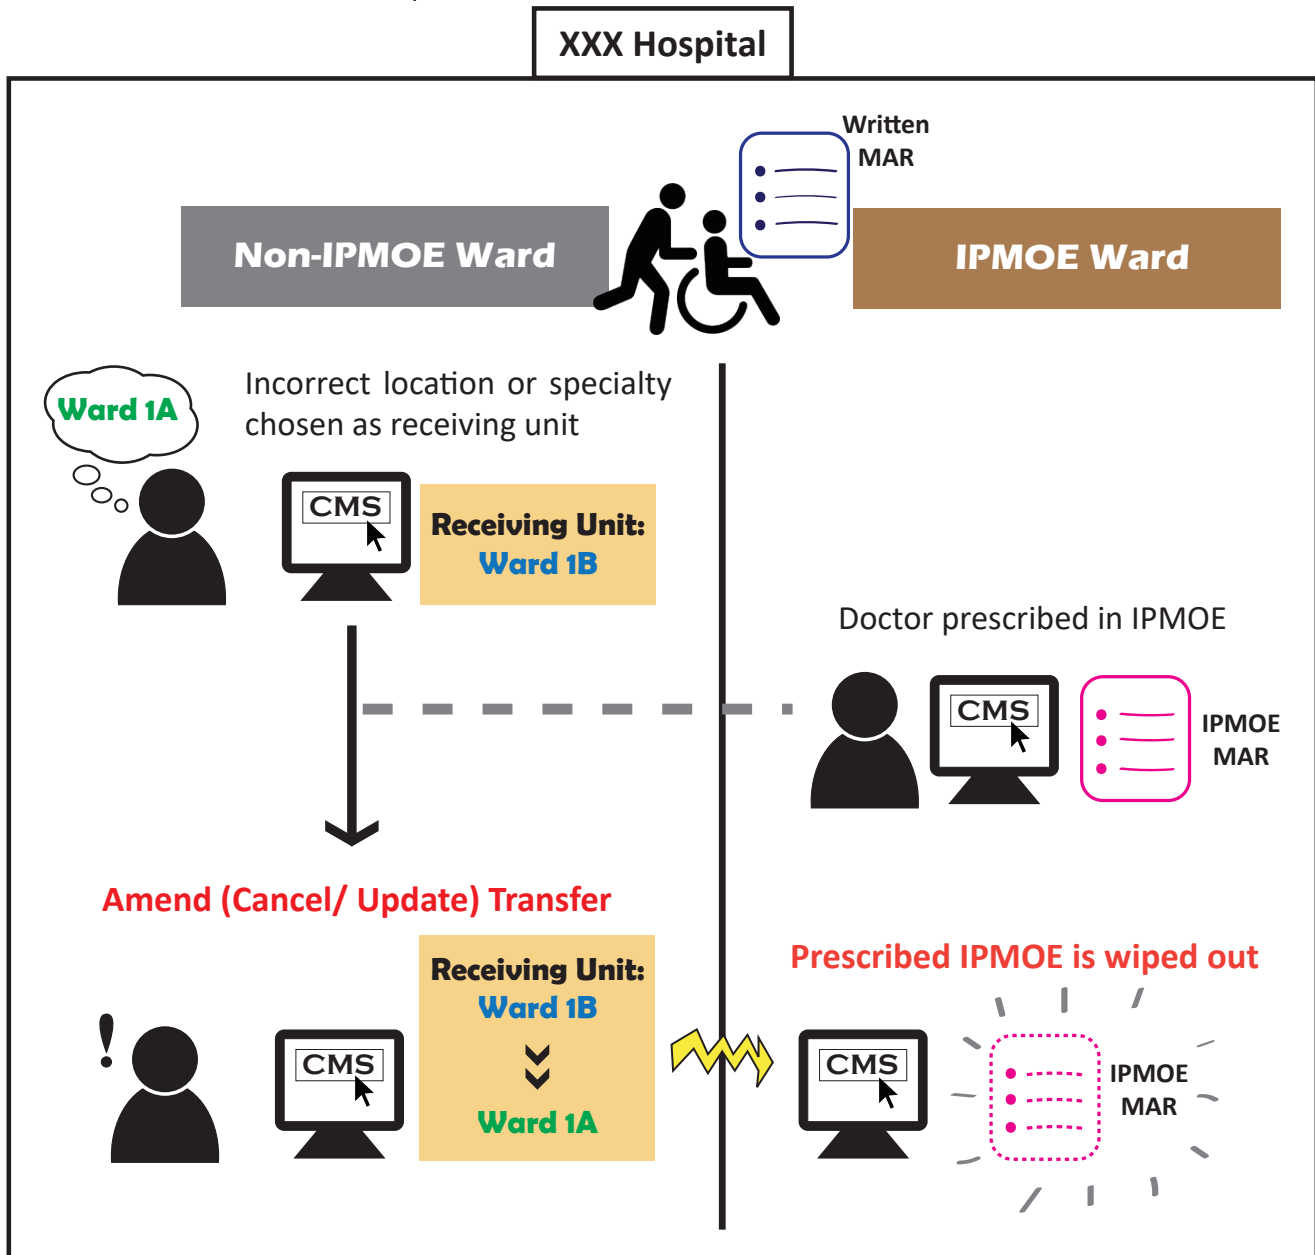 XXX Hospital
Written
MAR
Non-IPMOE Ward
IPMOE Ward
Ward 1A
Incorrect location or specialty
chosen as receiving unit
CMS
Receiving Unit:
Ward 1B
Doctor prescribed in IPMOE
CMS
IPMOE
MAR
Amend (Cancel/ Update) Transfer
Receiving Unit:
Ward 1B
Ward 1A
!
CMS
Prescribed IPMOE is wiped out
CMS
IPMOE
MAR